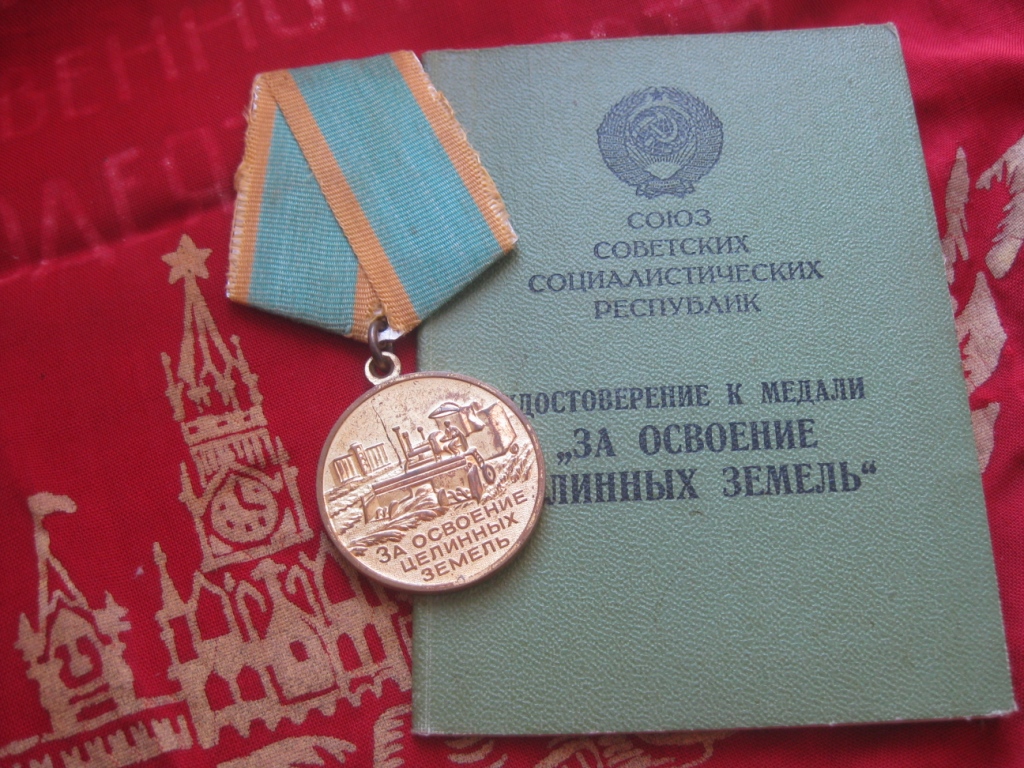 СОЮЗ
СОВЕТСКИХ
СОЦИАЛИСТИЧЕСКИХ
РЕСПУБЛИК
ДОСТОВЕРЕНИЕ К МЕДАЛИ
„ЗА ОСВОЕНИЕ
ЛИННЫХ ЗЕМЕЛЬ“
ЗА ОСВОЕНИЕ
ЦЕЛИННЫХ
ЗЕМЕЛЬ